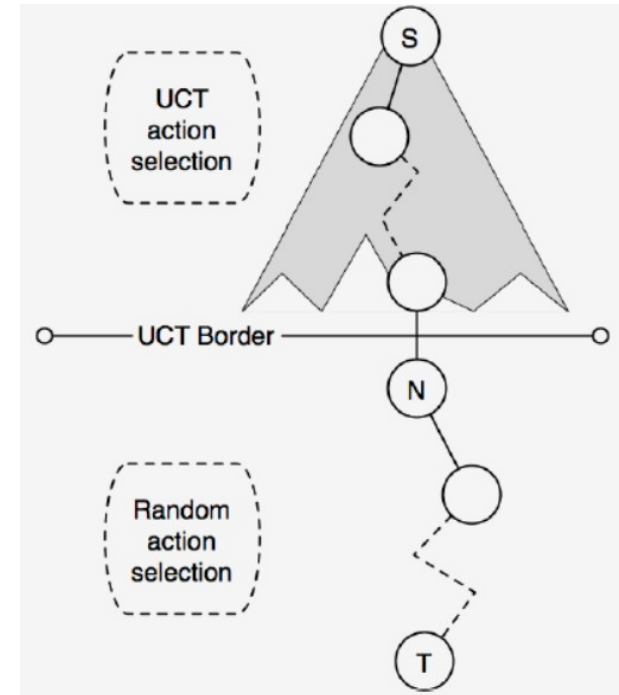 S
UCT
action
selection
UCT Border
N
Random
action
selection
T